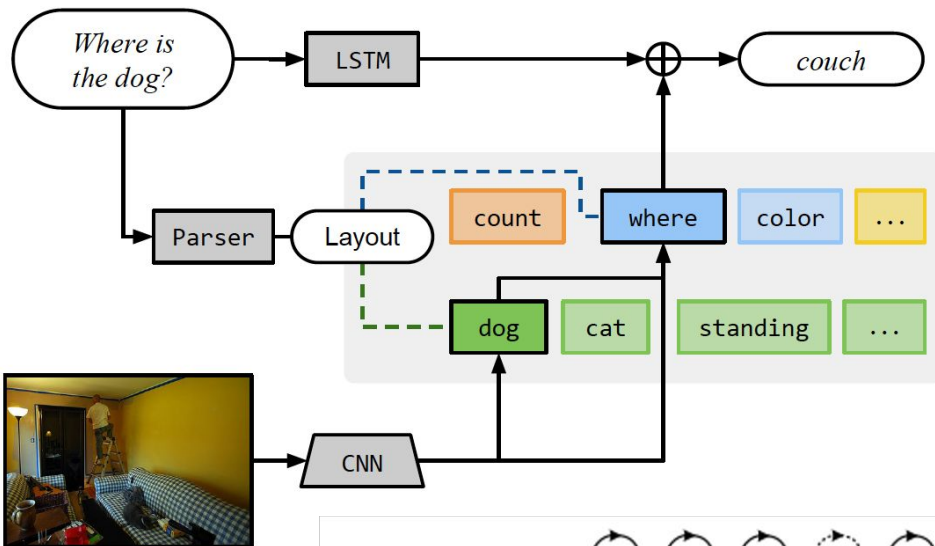 Where is
the dog?
LSTM
couch
count
where
color
...
Parser
Layout
dog
cat
standing
...
CNN